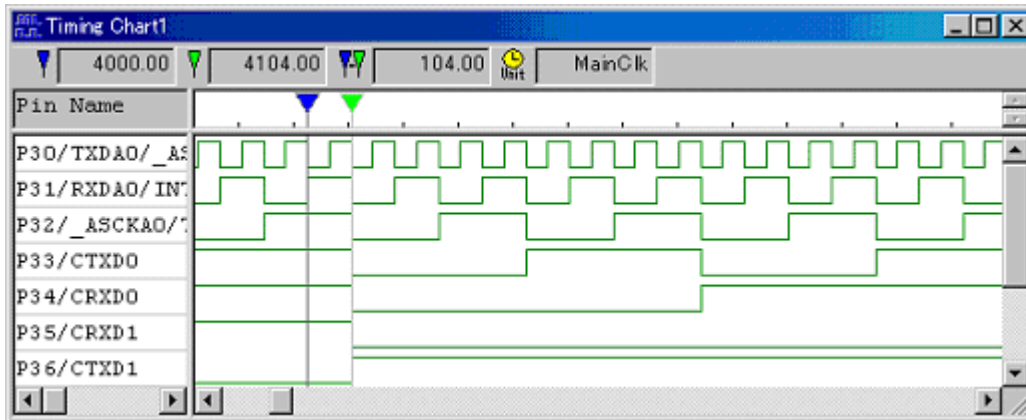 Timing Chart1
4000.00 4104.00 104.00 Unit MainClk
Pin Name
P30/TXDA0/_AS
P31/RXDA0/INT
P32/_ASCKA0/T
P33/CTXD0
P34/CRXD0
P35/CRXD1
P36/CTXD1